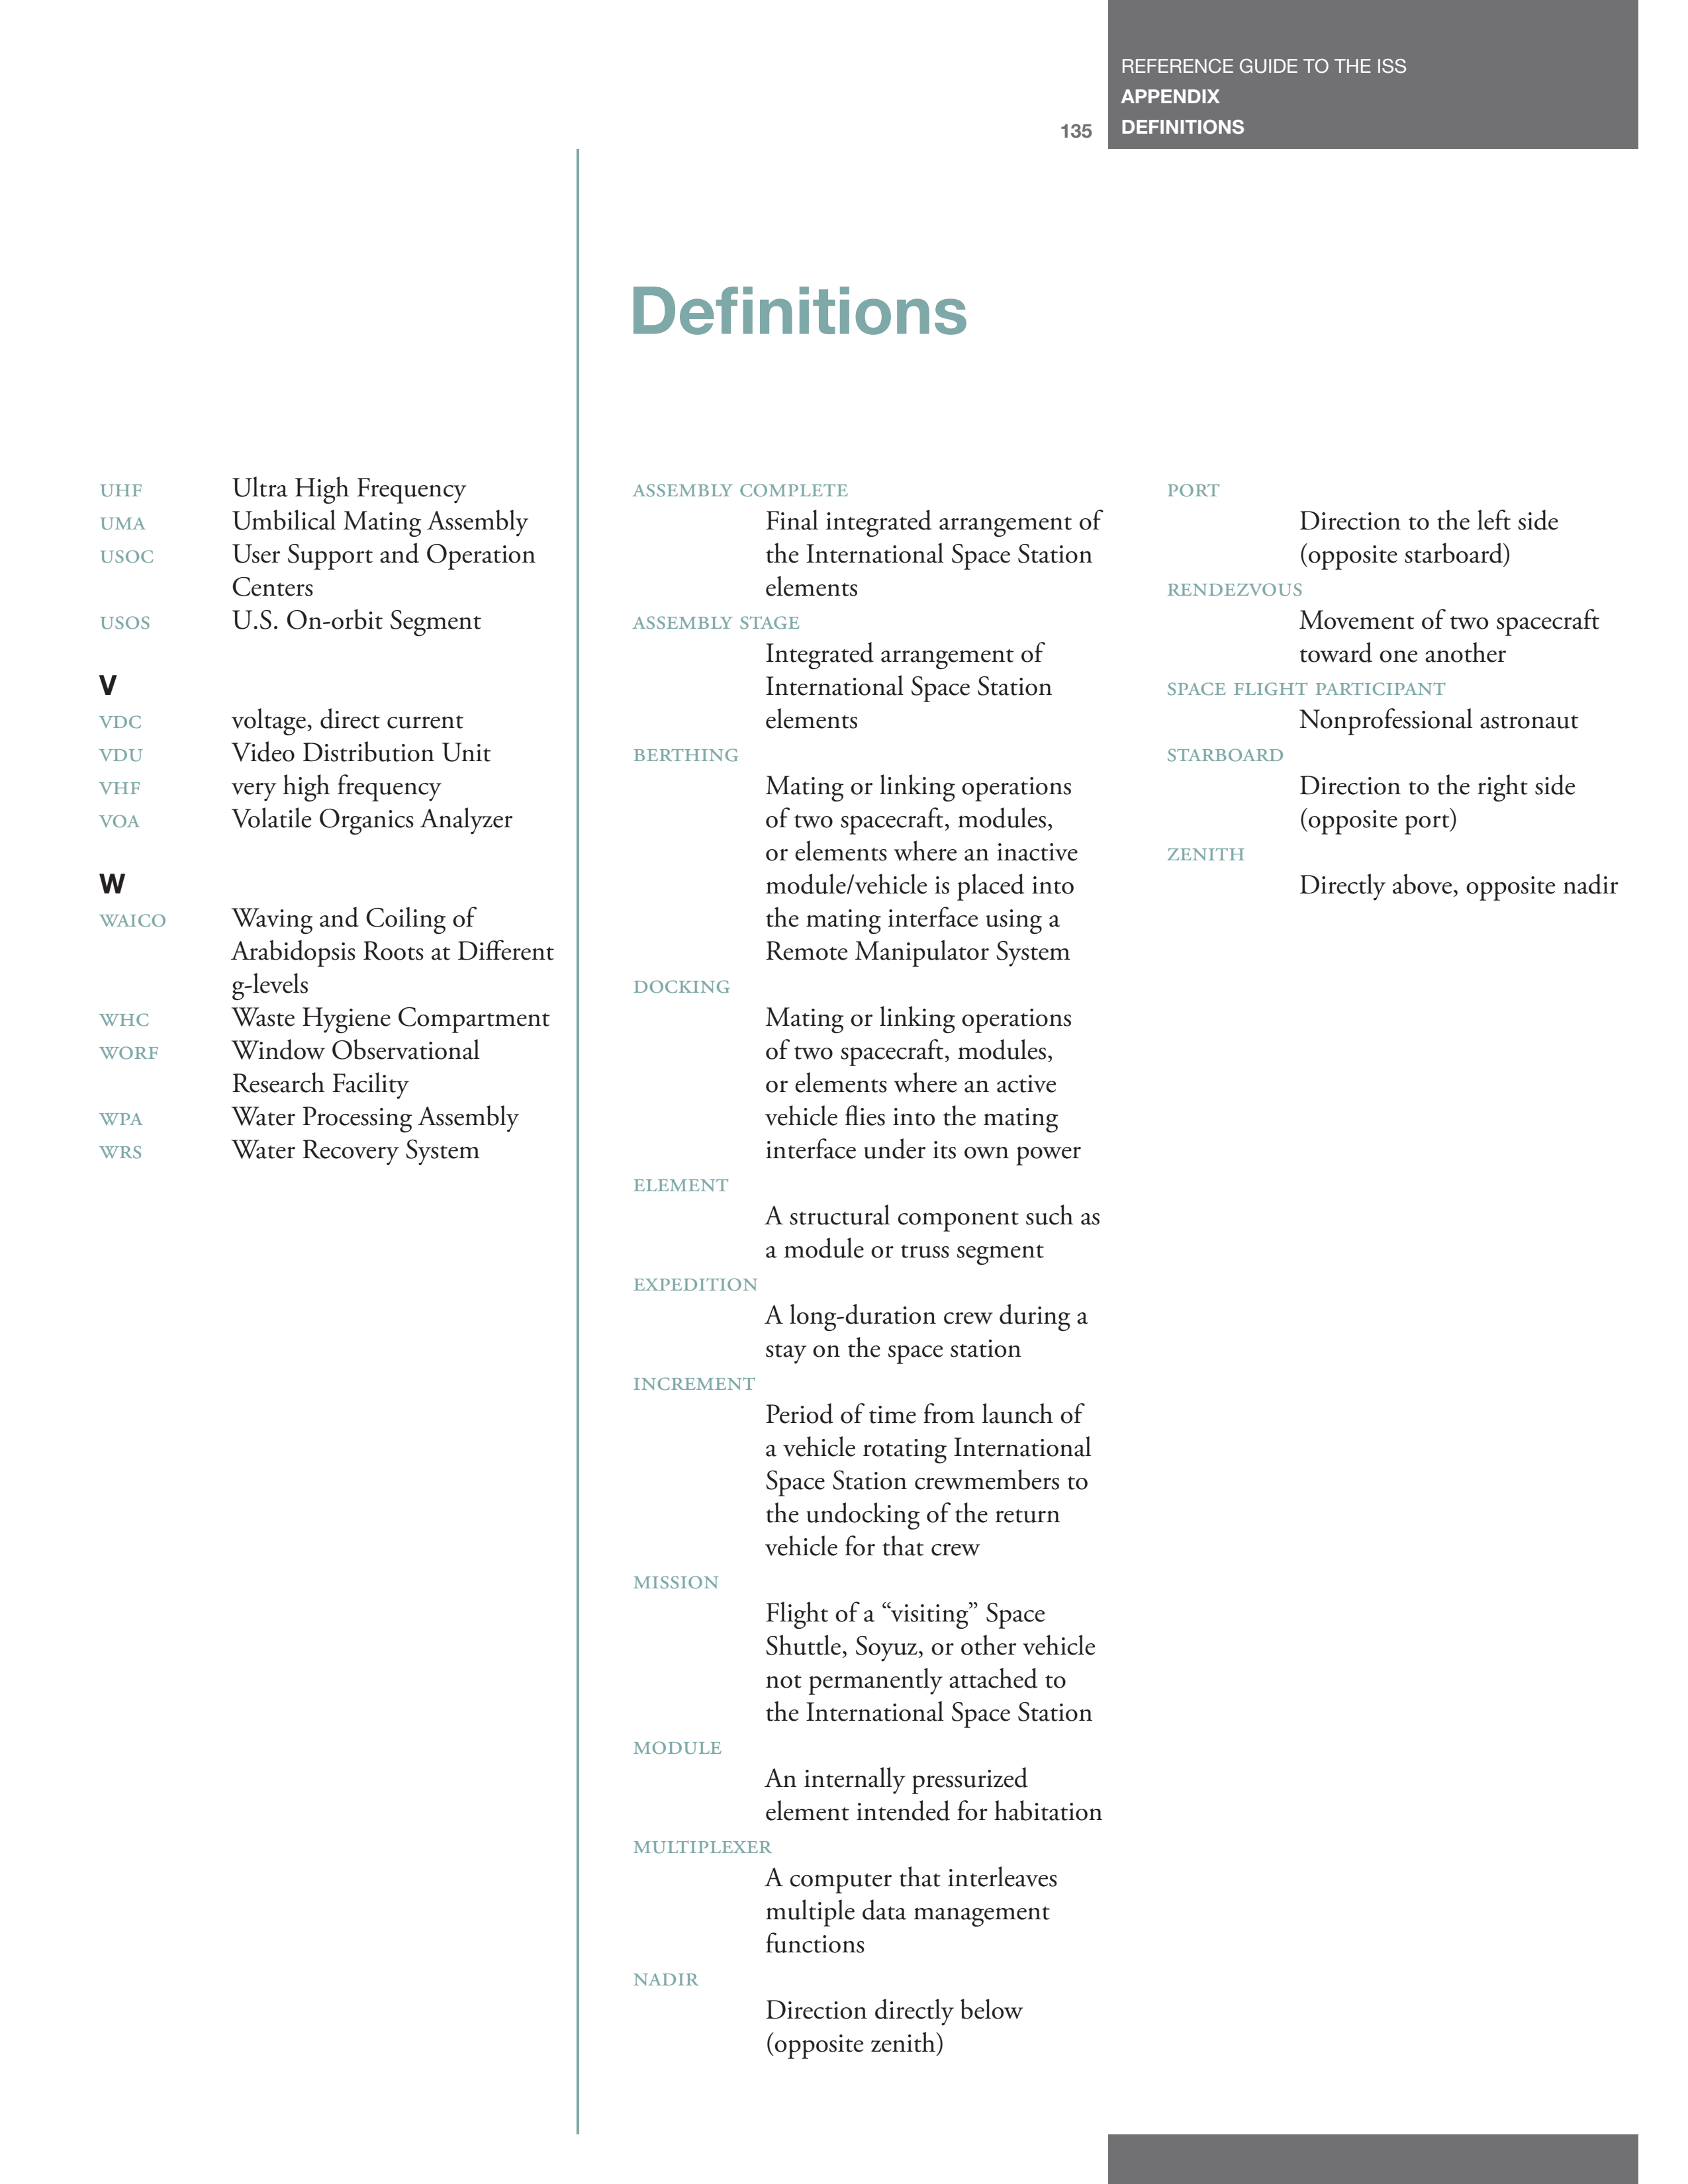 REFERENCE GUIDE TO THE ISS
APPENDIX
135
DEFINITIONS
Definitions
UHF Ultra High Frequency
UMA Umbilical Mating Assembly
USOC User Support and Operation
Centers
USOS U.S. On-orbit Segment
V
VDC voltage, direct current
VDU Video Distribution Unit
VHF very high frequency
VOA Volatile Organics Analyzer
W
WAICO Waving and Coiling of
Arabidopsis Roots at Different
g-levels
WHC Waste Hygiene Compartment
WORF Window Observational
Research Facility
WPA Water Processing Assembly
WRS Water Recovery System
ASSEMBLY COMPLETE
Final integrated arrangement of
the International Space Station
elements
ASSEMBLY STAGE
Integrated arrangement of
International Space Station
elements
BERTHING
Mating or linking operations
of two spacecraft, modules,
or elements where an inactive
module/vehicle is placed into
the mating interface using a
Remote Manipulator System
DOCKING
Mating or linking operations
of two spacecraft, modules,
or elements where an active
vehicle flies into the mating
interface under its own power
ELEMENT
A structural component such as
a module or truss segment
EXPEDITION
A long-duration crew during a
stay on the space station
INCREMENT
Period of time from launch of
a vehicle rotating International
Space Station crewmembers to
the undocking of the return
vehicle for that crew
MISSION
Flight of a “visiting” Space
Shuttle, Soyuz, or other vehicle
not permanently attached to
the International Space Station
MODULE
An internally pressurized
element intended for habitation
MULTIPLEXER
A computer that interleaves
multiple data management
functions
NADIR
Direction directly below
(opposite zenith)
PORT
Direction to the left side
(opposite starboard)
RENDEZVOUS
Movement of two spacecraft
toward one another
SPACE FLIGHT PARTICIPANT
Nonprofessional astronaut
STARBOARD
Direction to the right side
(opposite port)
ZENITH
Directly above, opposite nadir